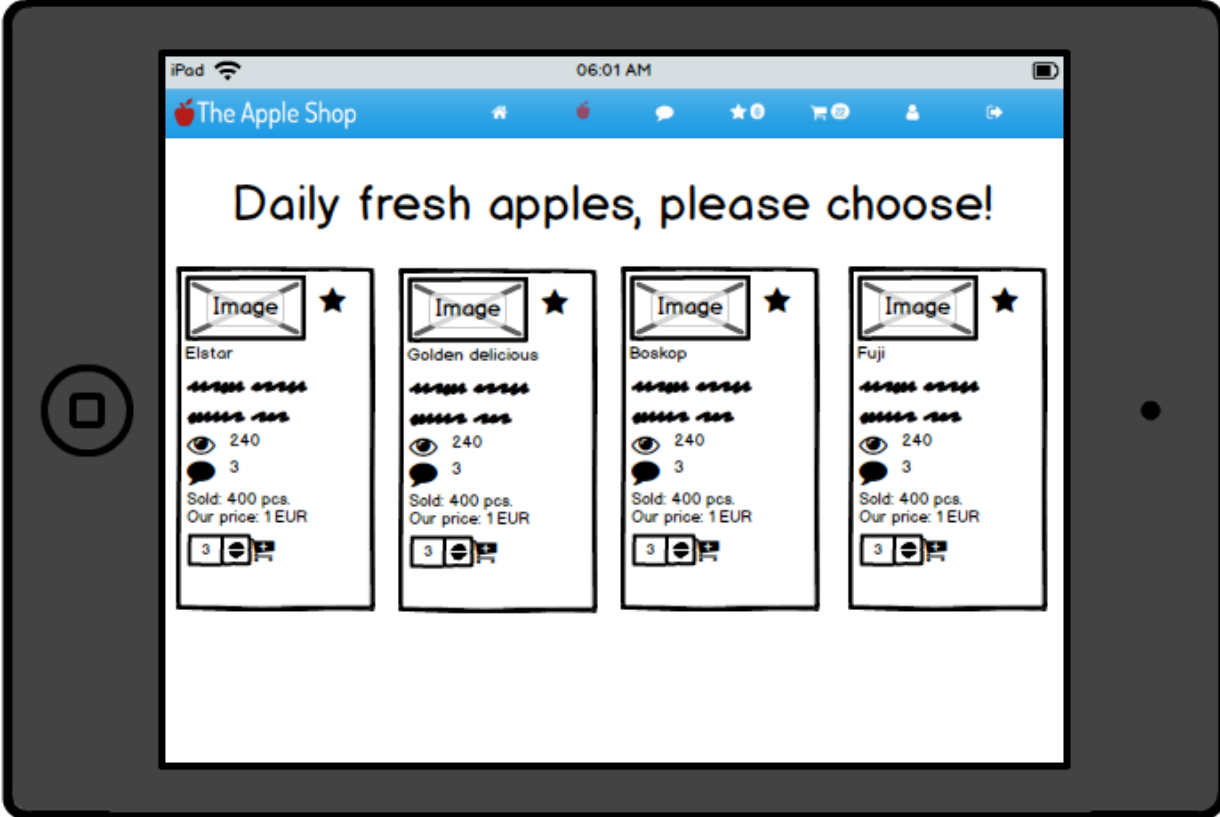 iPad
06:01 AM
The Apple Shop
6
22
Daily fresh apples, please choose!
Image
Elstar
240
3
Sold: 400 pcs.
Our price: 1 EUR
3
Image
Golden delicious
240
3
Sold: 400 pcs.
Our price: 1 EUR
3
Image
Boskop
240
3
Sold: 400 pcs.
Our price: 1 EUR
3
Image
Fuji
240
3
Sold: 400 pcs.
Our price: 1 EUR
3